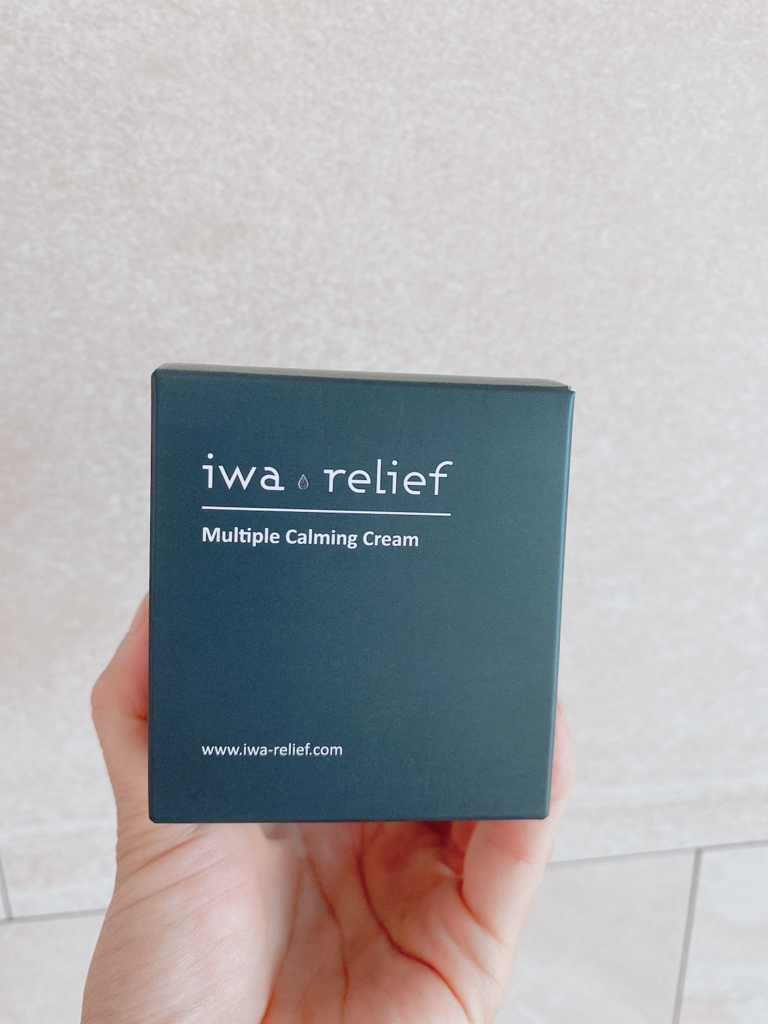 iwa relief
Multiple Calming Cream
www.iwa-relief.com